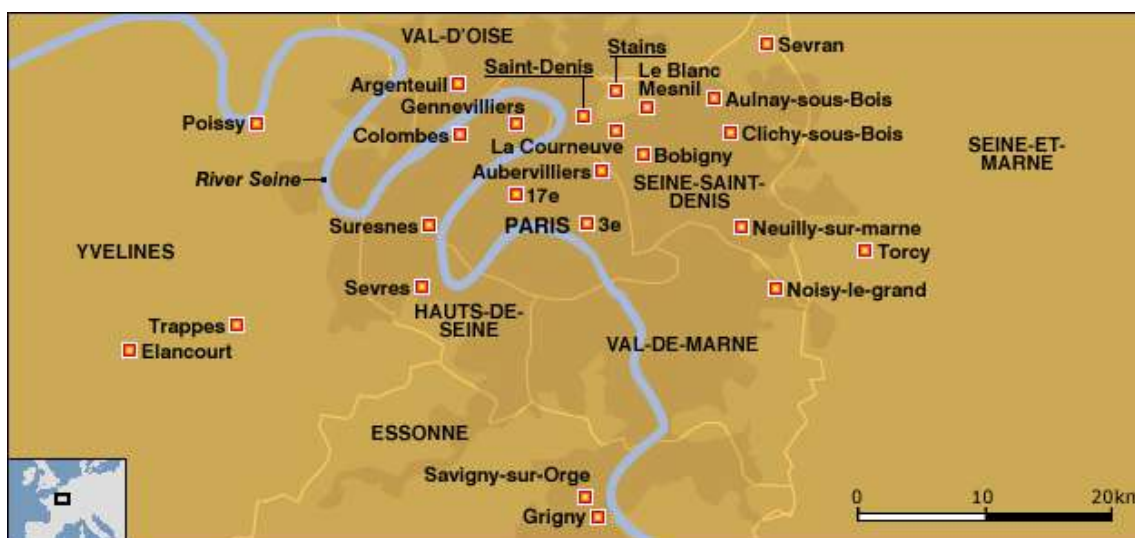 VAL-D'OISE
Stains
Sevran
Saint-Denis
Le Blanc
Mesnil
Argenteuil
Aulnay-sous-Bois
Gennevilliers
Poissy
Colombes
Clichy-sous-Bois
La Courneuve
Bobigny
SEINE-ET-
MARNE
River Seine
Aubervilliers
SEINE-SAINT-
DENIS
17e
Suresnes
PARIS
3e
Neuilly-sur-marne
YVELINES
Torcy
Sevres
Noisy-le-grand
HAUTS-DE-
SEINE
Trappes
VAL-DE-MARNE
Elancourt
ESSONNE
Savigny-sur-Orge
Grigny
0 10 20km